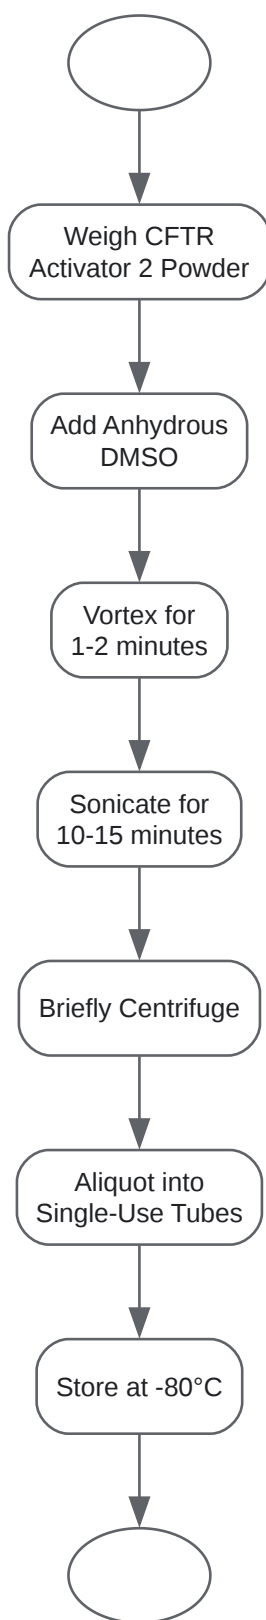 Weigh CFTR
Activator 2 Powder
Add Anhydrous
DMSO
Vortex for
1-2 minutes
Sonicate for
10-15 minutes
Briefly Centrifuge
Aliquot into
Single-Use Tubes
Store at -80°C